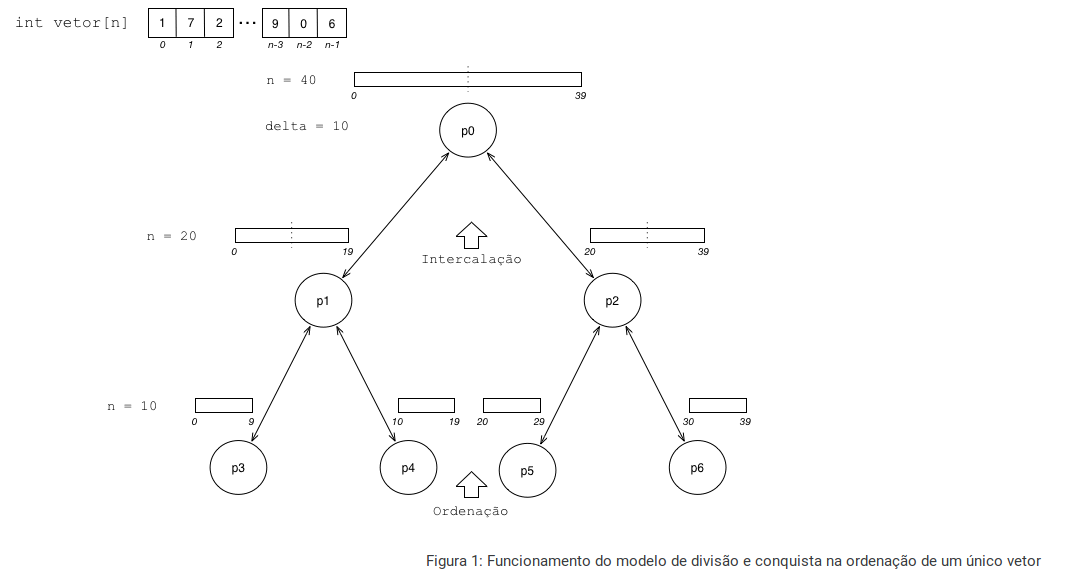 int vetor[n] 1 7 2 ... 9 0 6
0 1 2 n-3 n-2 n-1
n = 40
0 39
delta = 10
p0
n = 20
0 19 20 39
Intercalação
p1 p2
n = 10
0 9 10 19 20 29 30 39
p3 p4 p5 p6
Ordenação
Figura 1: Funcionamento do modelo de divisão e conquista na ordenação de um único vetor